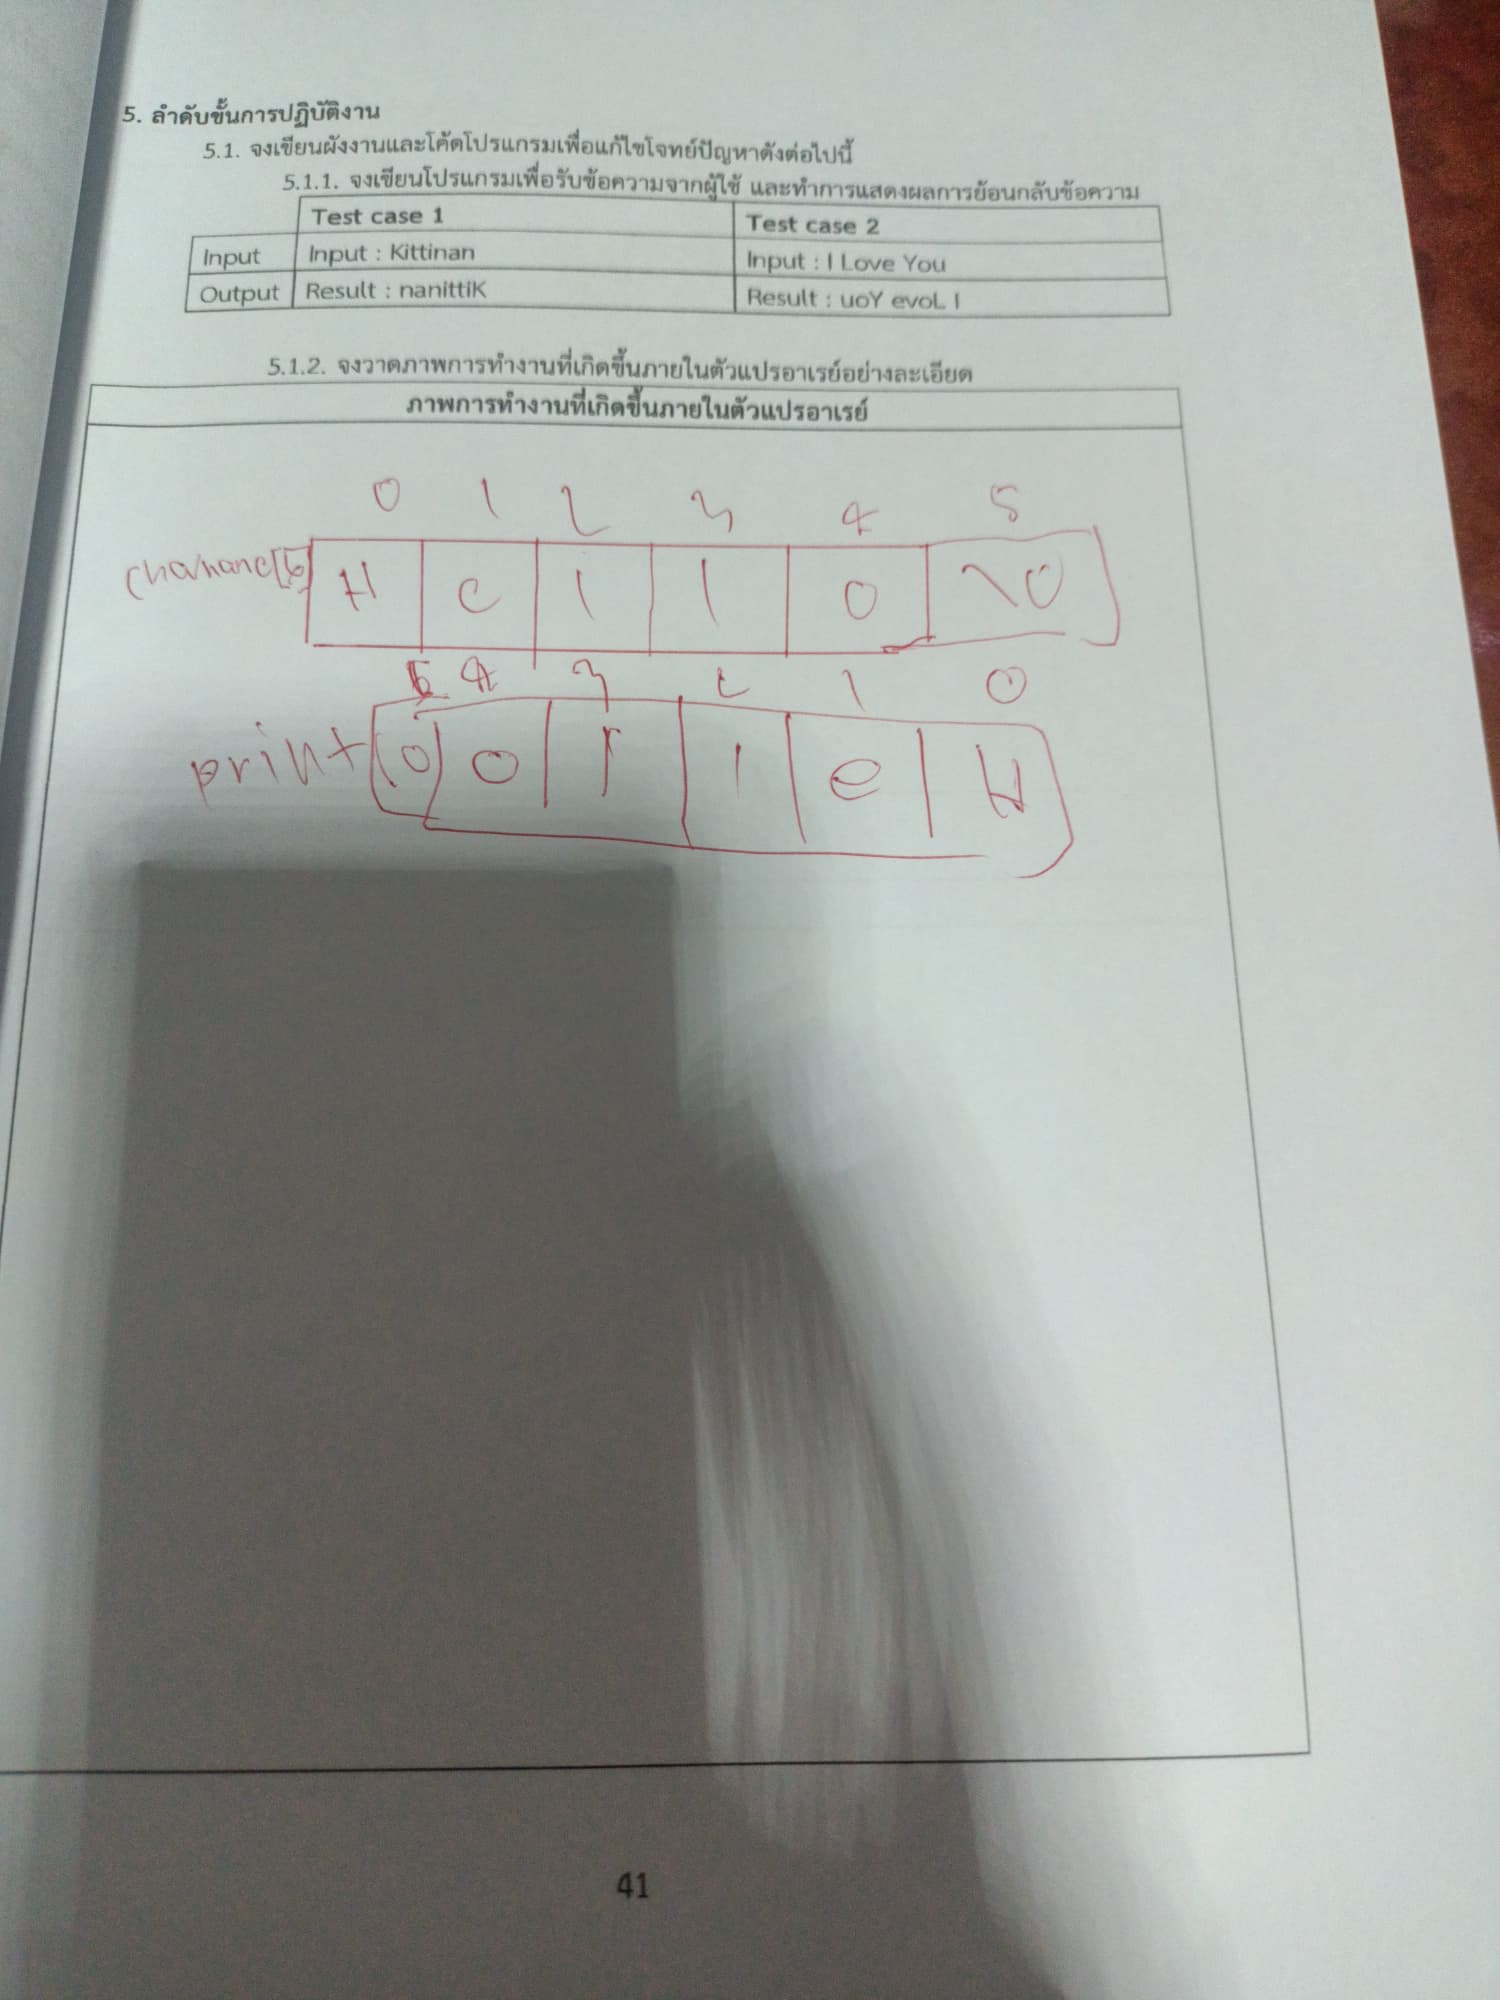 5. ลำดับขั้นการปฏิบัติงาน
5.1. จงเขียนผังงานและโค้ดโปรแกรมเพื่อแก้ไขโจทย์ปัญหาดังต่อไปนี้
5.1.1. จงเขียนโปรแกรมเพื่อรับข้อความจากผู้ใช้ และทำการแสดงผลการย้อนกลับข้อความ
Test case 1 Test case 2
Input Input : Kittinan Input : I Love You
Output Result : nanittiK Result : uoY evoL I
5.1.2. จงวาดภาพการทำงานที่เกิดขึ้นภายในตัวแปรอาเรย์อย่างละเอียด
ภาพการทำงานที่เกิดขึ้นภายในตัวแปรอาเรย์
0 1 2 3 4 5
H e l l o \0
4 3 2 1 0
print \0 o l l e H
41